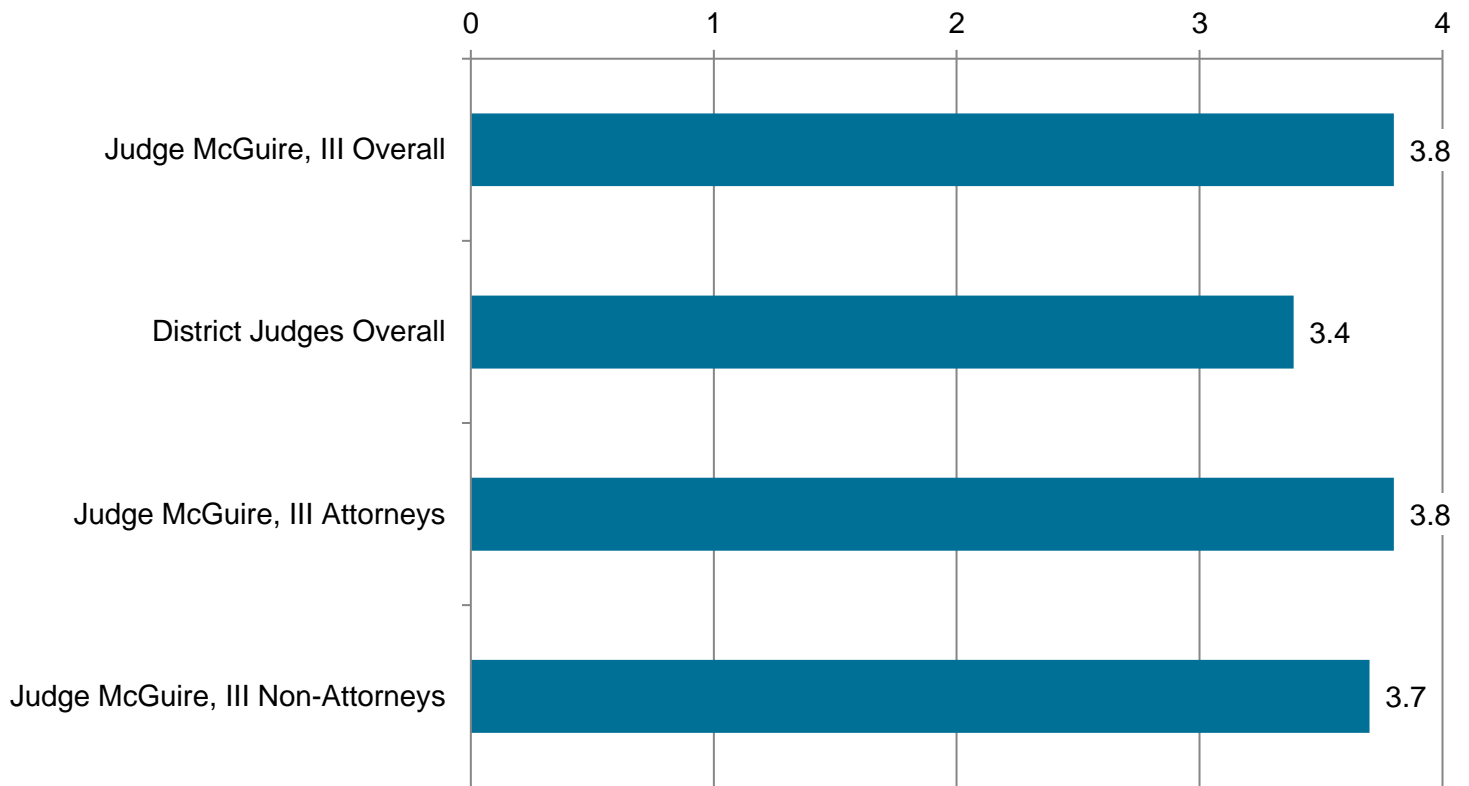 0 1 2 3 4
Judge McGuire, III Overall 3.8
District Judges Overall 3.4
Judge McGuire, III Attorneys 3.8
Judge McGuire, III Non-Attorneys 3.7